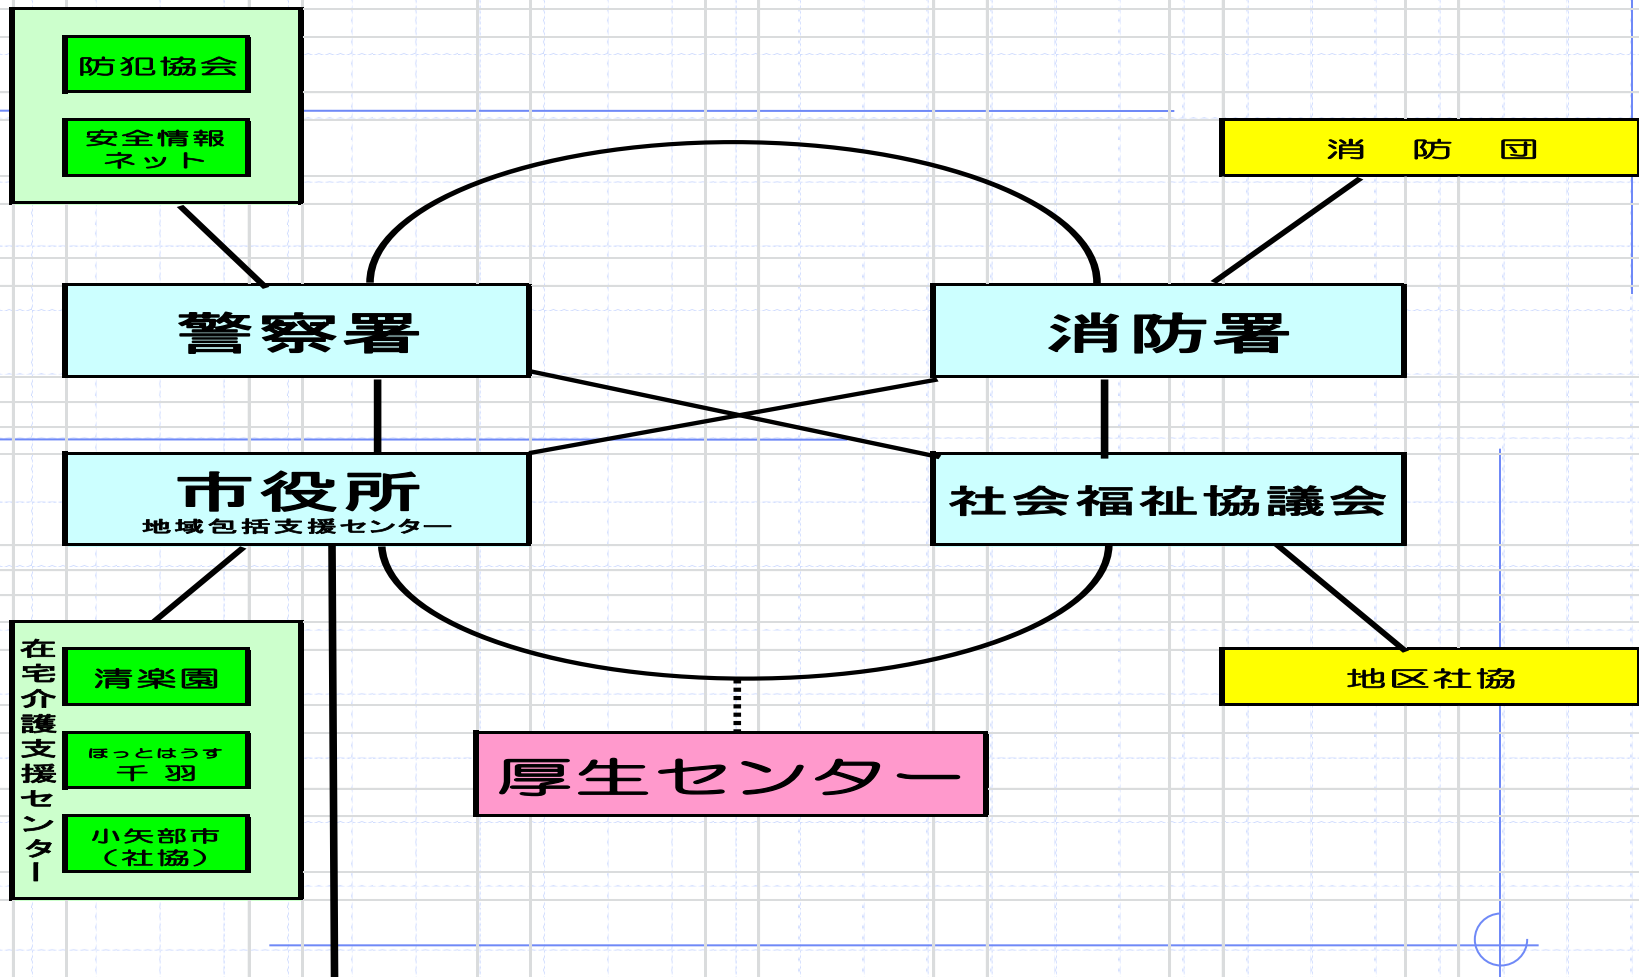 防犯協会
安全情報
ネット
消　防　団
警察署
消防署
市役所
地域包括支援センター
社会福祉協議会
在宅介護支援センター
清楽園
ほっとはうす
千羽
小矢部市
（社協）
地区社協
厚生センター